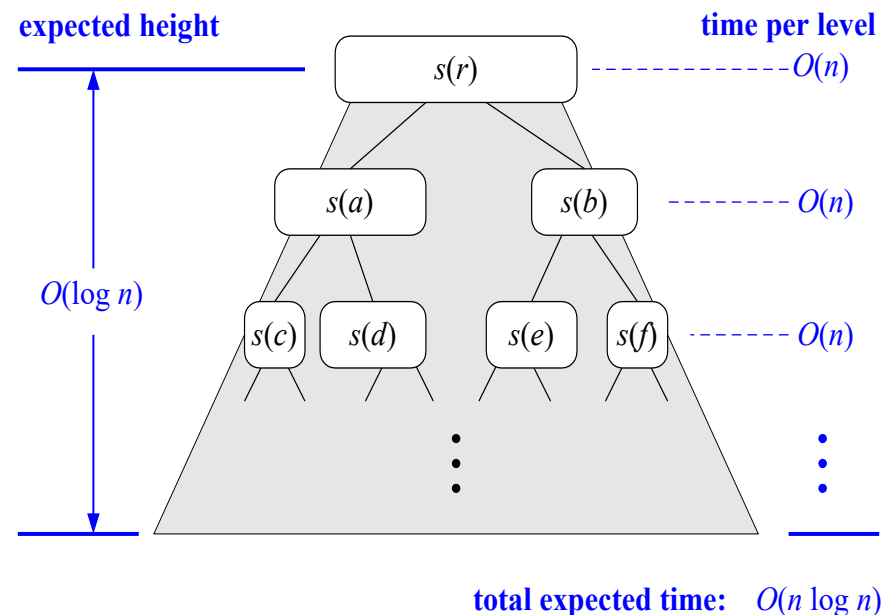 expected height
time per level
s(r)
O(n)
s(a)
s(b)
O(n)
O(log n)
s(c)
s(d)
s(e)
s(f)
O(n)
total expected time: O(n log n)